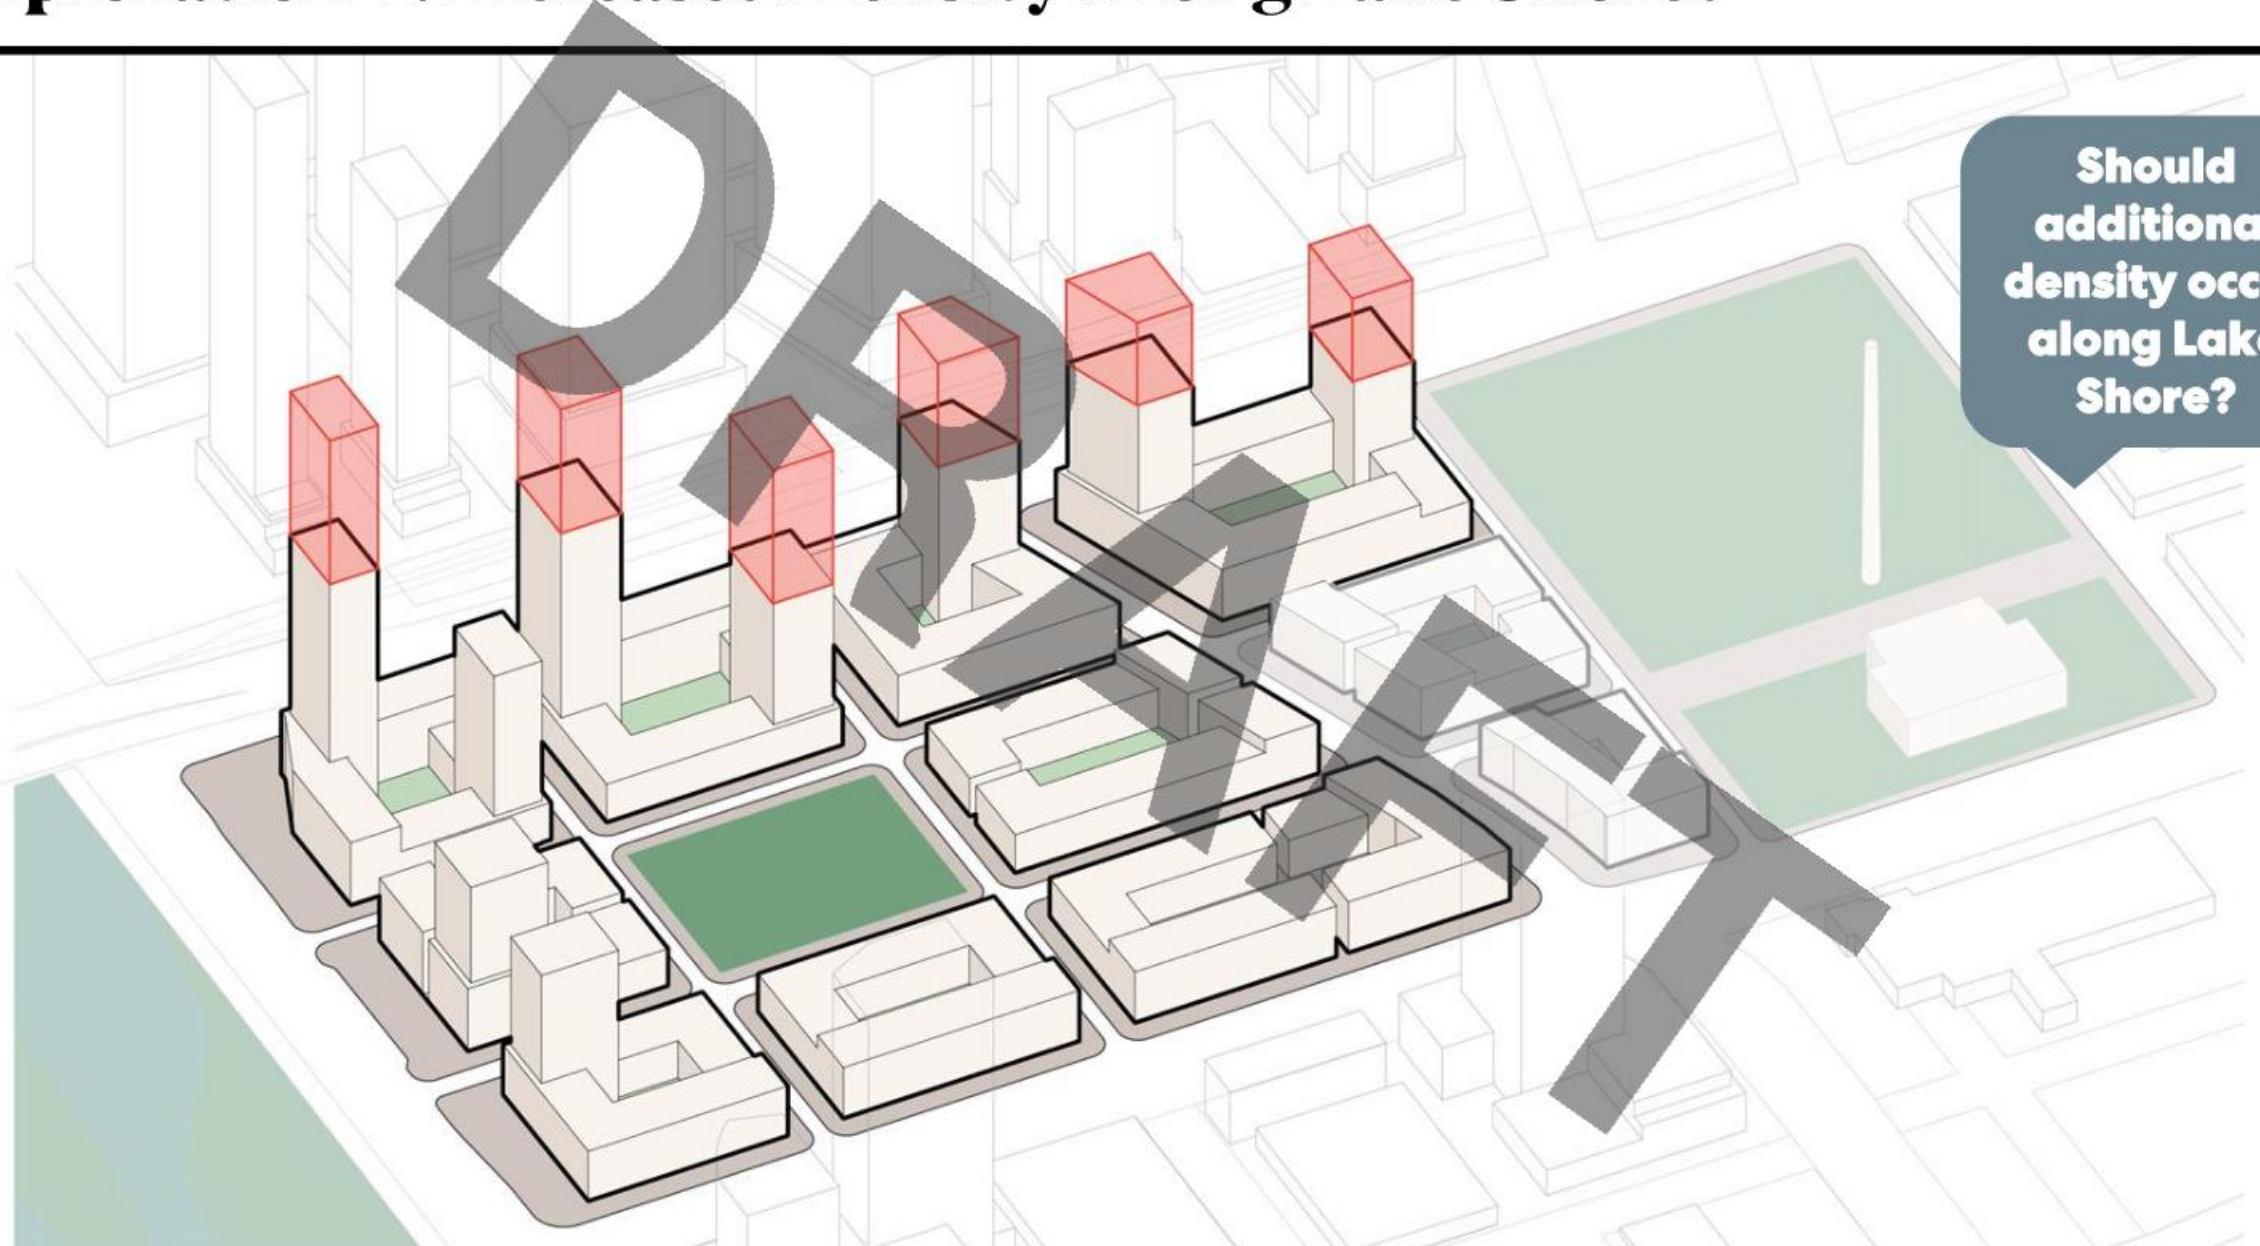 Should
additiona
density occ
along Lak
Shore?
DRAFT